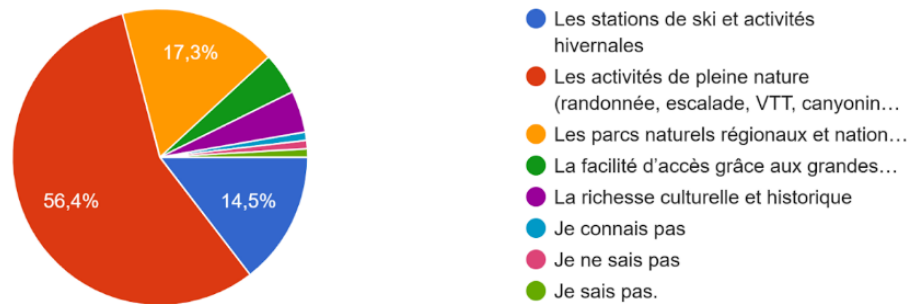 17,3%
56,4%
14,5%
Les stations de ski et activités
hivernales
Les activités de pleine nature
(randonnée, escalade, VTT, canyonin…
Les parcs naturels régionaux et nation…
La facilité d'accès grâce aux grandes…
La richesse culturelle et historique
Je connais pas
Je ne sais pas
Je sais pas.